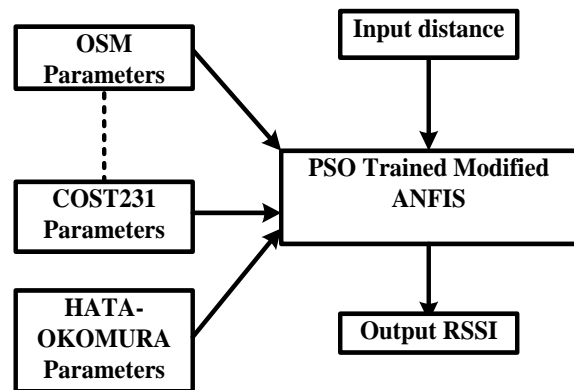 OSM
Parameters
Input distance
PSO Trained Modified
ANFIS
COST231
Parameters
HATA-
OKOMURA
Parameters
Output RSSI